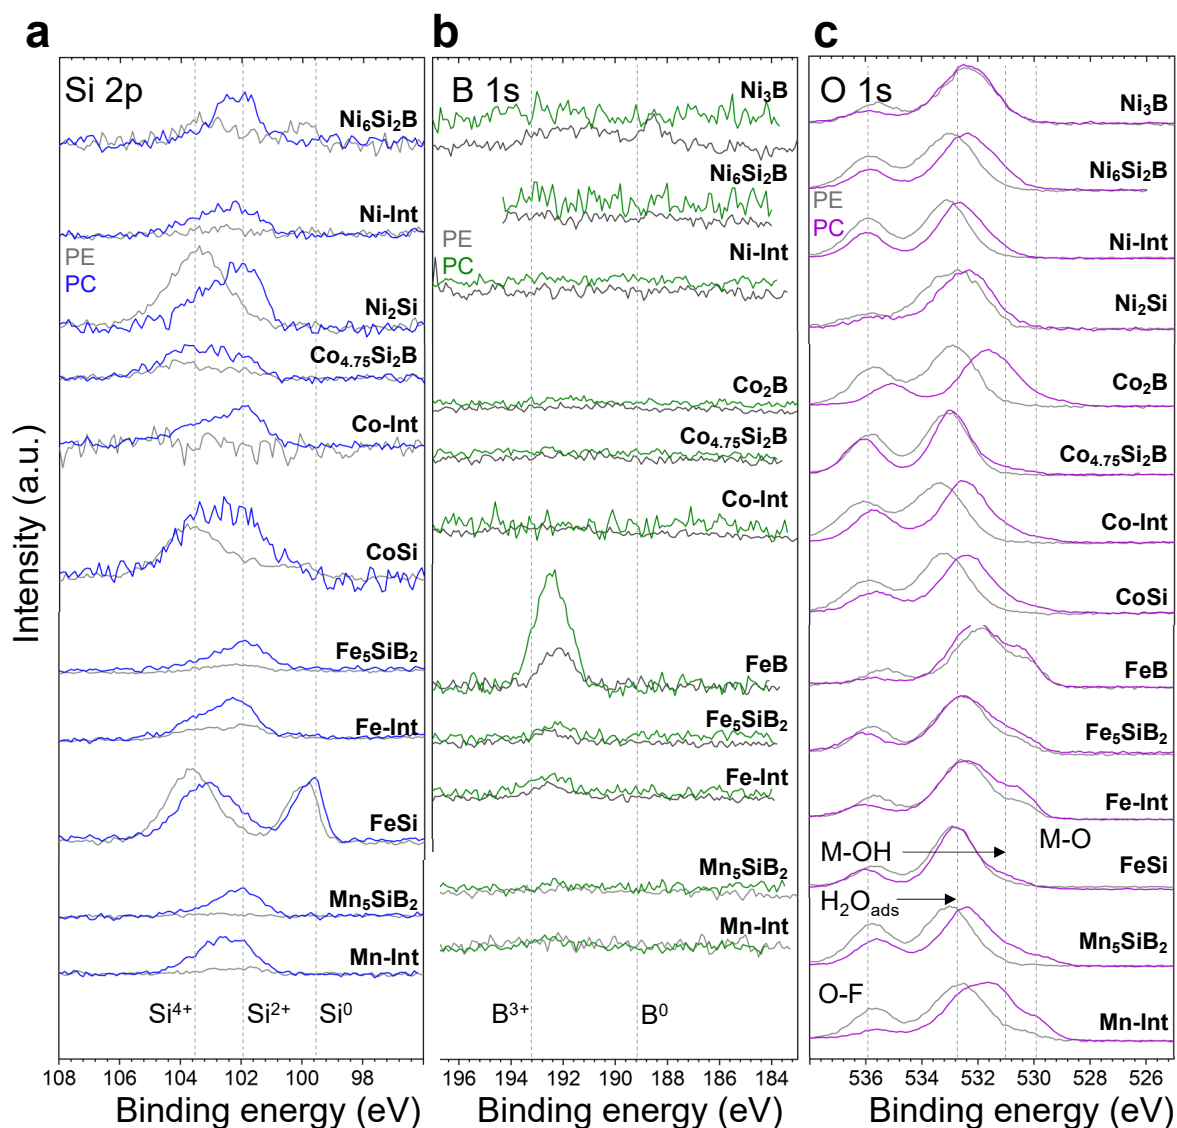 a
Si 2p
Ni₆Si₂B
Ni-Int
PE
PC
Ni₂Si
Co₄.₇₅Si₂B
Co-Int
CoSi
Fe₅SiB₂
Fe-Int
FeSi
Mn₅SiB₂
Mn-Int
Si⁴⁺ Si²⁺ Si⁰
108 106 104 102 100 98
Binding energy (eV)
Intensity (a.u.)
b
B 1s
Ni₃B
Ni₆Si₂B
PE
PC
Ni-Int
Co₂B
Co₄.₇₅Si₂B
Co-Int
FeB
Fe₅SiB₂
Fe-Int
Mn₅SiB₂
Mn-Int
B³⁺ B⁰
196 194 192 190 188 186 184
Binding energy (eV)
c
O 1s
Ni₃B
Ni₆Si₂B
PE
PC
Ni-Int
Ni₂Si
Co₂B
Co₄.₇₅Si₂B
Co-Int
CoSi
FeB
Fe₅SiB₂
Fe-Int
M-O
M-OH
FeSi
H₂Oads
Mn₅SiB₂
O-F
Mn-Int
536 534 532 530 528 526
Binding energy (eV)